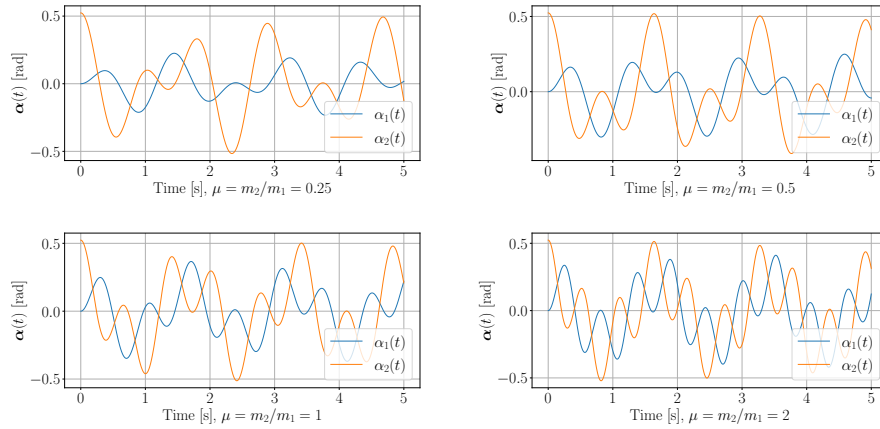 0.5
0.0
−0.5
α(t) [rad]
α₁(t)
α₂(t)
0 1 2 3 4 5
Time [s], μ = m₂/m₁ = 0.25
0.5
0.0
α(t) [rad]
α₁(t)
α₂(t)
0 1 2 3 4 5
Time [s], μ = m₂/m₁ = 0.5
0.5
0.0
−0.5
α(t) [rad]
α₁(t)
α₂(t)
0 1 2 3 4 5
Time [s], μ = m₂/m₁ = 1
0.5
0.0
−0.5
α(t) [rad]
α₁(t)
α₂(t)
0 1 2 3 4 5
Time [s], μ = m₂/m₁ = 2